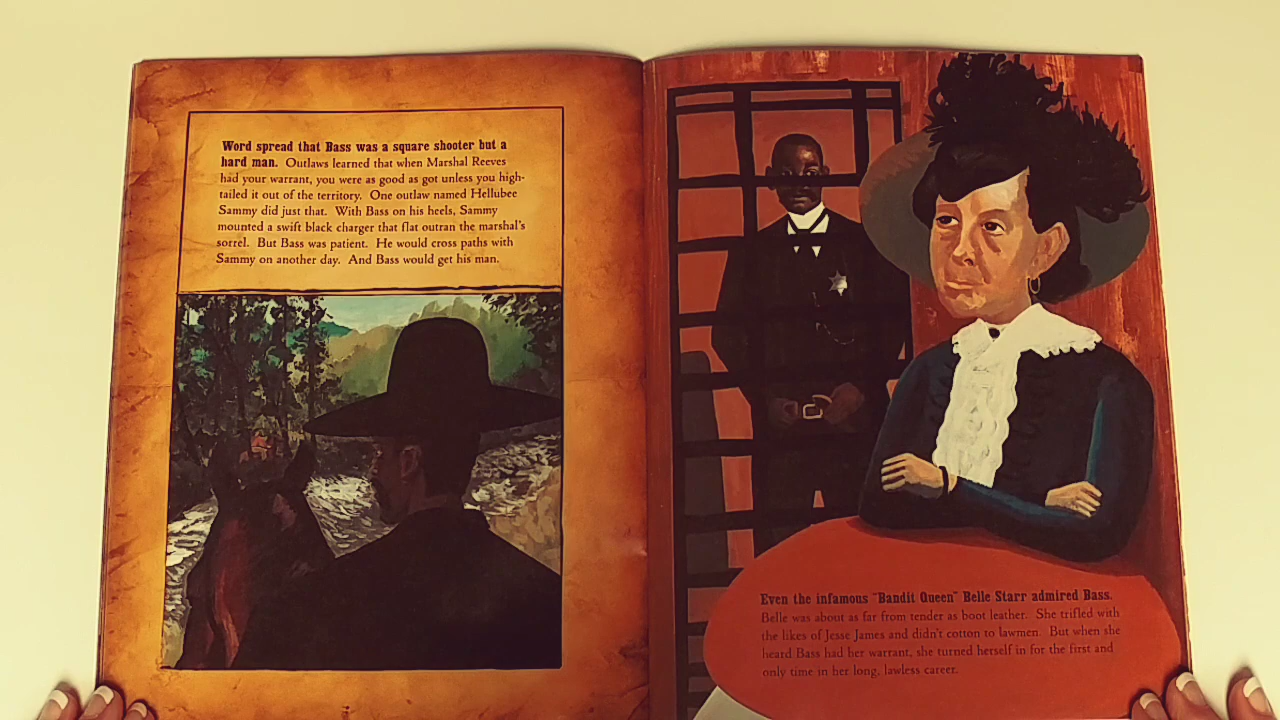 Word spread that Bass was a square shooter but a
hard man. Outlaws learned that when Marshal Reeves
had your warrant, you were as good as got unless you high-
tailed it out of the territory. One outlaw named Hellubee
Sammy did just that. With Bass on his heels, Sammy
mounted a swift black charger that flat outran the marshal's
sorrel. But Bass was patient. He would cross paths with
Sammy on another day. And Bass would get his man.
Even the infamous "Bandit Queen" Belle Starr admired Bass.
Belle was about as far from tender as boot leather. She trifled with
the likes of Jesse James and didn't cotton to lawmen. But when she
heard Bass had her warrant, she turned herself in for the first and
only time in her long, lawless career.